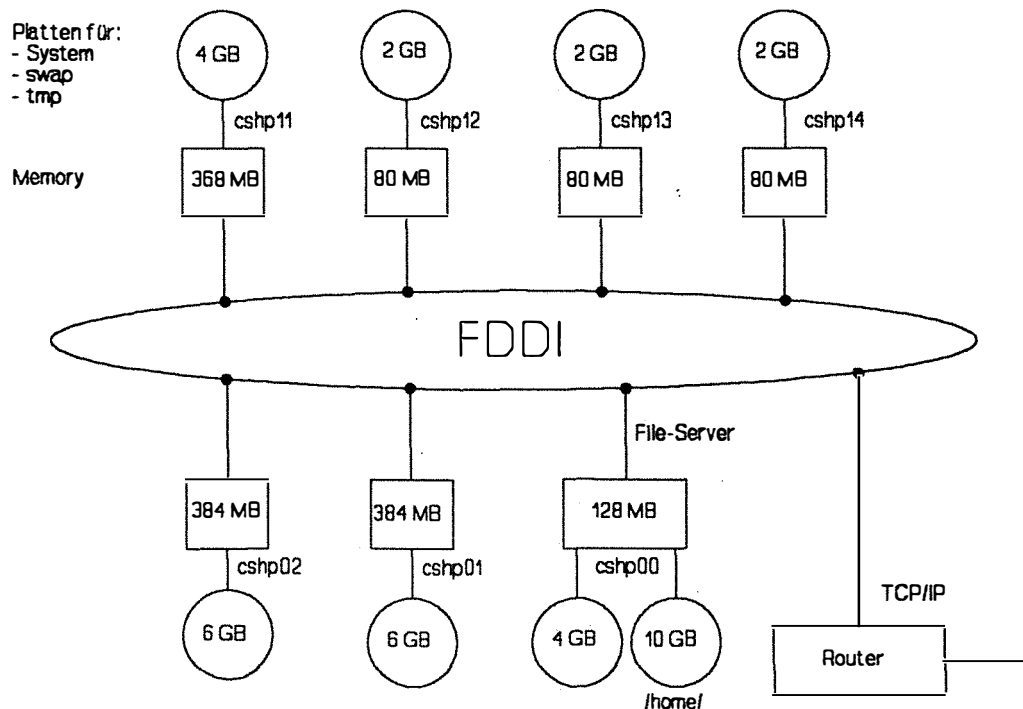 Platten für:
- System
- swap
- tmp
4 GB
2 GB
2 GB
2 GB
cshp11
cshp12
cshp13
cshp14
Memory
368 MB
80 MB
80 MB
80 MB
FDDI
File-Server
384 MB
384 MB
128 MB
cshp02
cshp01
cshp00
TCP/IP
6 GB
6 GB
4 GB
10 GB
Router
/home/